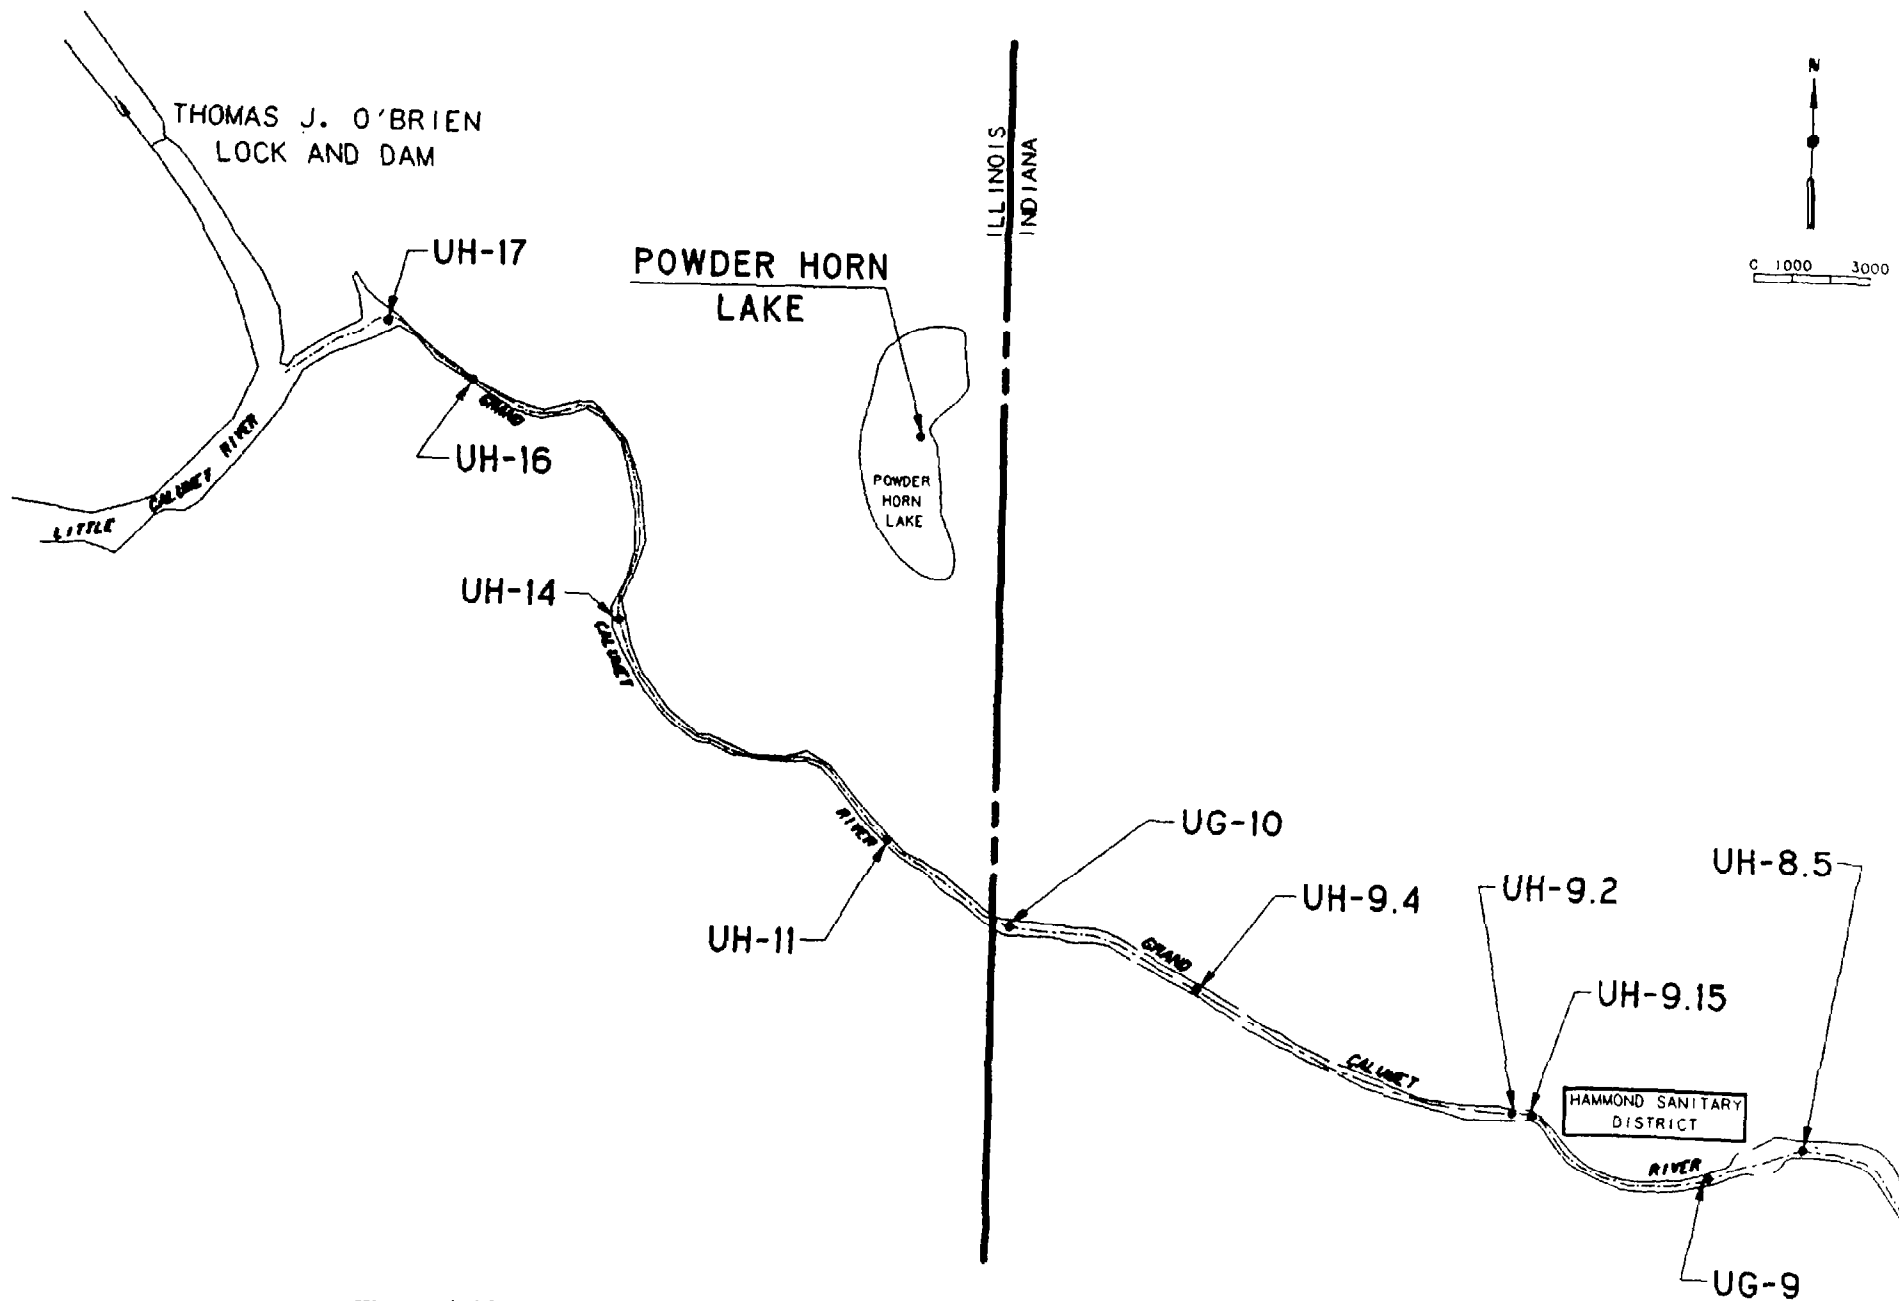 THOMAS J. O'BRIEN
LOCK AND DAM
ILLINOIS
INDIANA
N
0 1000 3000
UH-17
POWDER HORN
LAKE
GRAND
UH-16
CALUMET RIVER
LITTLE
POWDER
HORN
LAKE
UH-14
CALUMET
RIVER
UG-10
UH-8.5
UH-9.2
UH-9.4
UH-11
GRAND
UH-9.15
CALUMET
HAMMOND SANITARY
DISTRICT
RIVER
UG-9